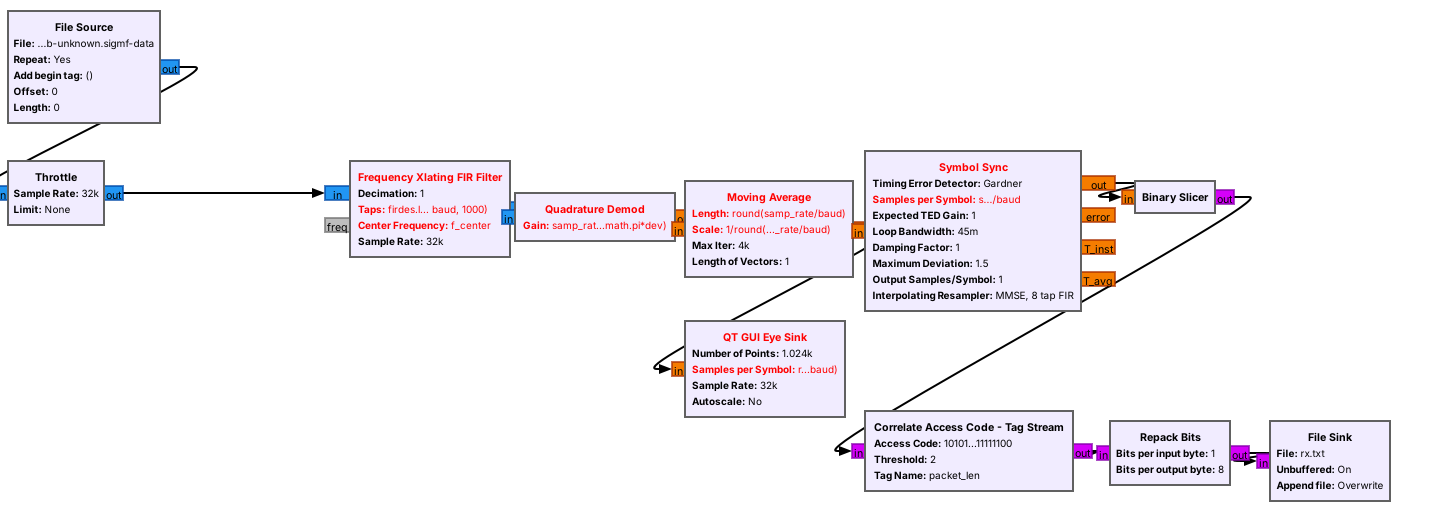 File Source
File: ...b-unknown.sigmf-data
Repeat: Yes
Add begin tag: ()
Offset: 0
Length: 0
out
Throttle
Sample Rate: 32k
Limit: None
in
out
Frequency Xlating FIR Filter
Decimation: 1
Taps: firdes.l... baud, 1000)
Center Frequency: f_center
Sample Rate: 32k
in
freq
Quadrature Demod
Gain: samp_rat...math.pi*dev)
in
Moving Average
Length: round(samp_rate/baud)
Scale: 1/round(..._rate/baud)
Max Iter: 4k
Length of Vectors: 1
in
Symbol Sync
Timing Error Detector: Gardner
Samples per Symbol: s.../baud
Expected TED Gain: 1
Loop Bandwidth: 45m
Damping Factor: 1
Maximum Deviation: 1.5
Output Samples/Symbol: 1
Interpolating Resampler: MMSE, 8 tap FIR
in
out
error
T_inst
T_avg
Binary Slicer
in
out
QT GUI Eye Sink
Number of Points: 1.024k
Samples per Symbol: r...baud)
Sample Rate: 32k
Autoscale: No
in
Correlate Access Code - Tag Stream
Access Code: 10101...11111100
Threshold: 2
Tag Name: packet_len
in
out
Repack Bits
Bits per input byte: 1
Bits per output byte: 8
in
out
File Sink
File: rx.txt
Unbuffered: On
Append file: Overwrite
in